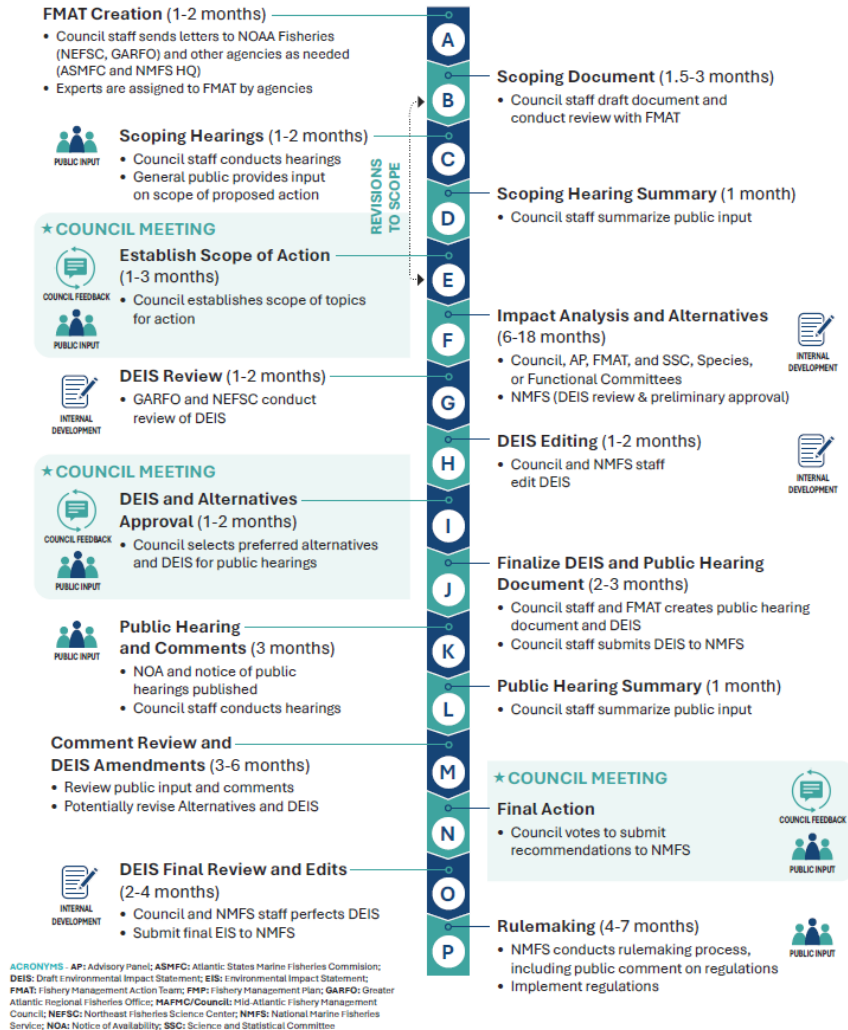 FMAT Creation (1-2 months)
• Council staff sends letters to NOAA Fisheries
(NEFSC, GARFO) and other agencies as needed
(ASMFC and NMFS HQ)
• Experts are assigned to FMAT by agencies
A
Scoping Document (1.5-3 months)
• Council staff draft document and
conduct review with FMAT
B
REVISIONS
TO SCOPE
Scoping Hearings (1-2 months)
• Council staff conducts hearings
• General public provides input
on scope of proposed action
PUBLIC INPUT
C
Scoping Hearing Summary (1 month)
• Council staff summarize public input
D
★ COUNCIL MEETING
Establish Scope of Action
(1-3 months)
• Council establishes scope of topics
for action
COUNCIL FEEDBACK
PUBLIC INPUT
E
Impact Analysis and Alternatives
(6-18 months)
• Council, AP, FMAT, and SSC, Species,
or Functional Committees
• NMFS (DEIS review & preliminary approval)
INTERNAL
DEVELOPMENT
F
DEIS Review (1-2 months)
• GARFO and NEFSC conduct
review of DEIS
INTERNAL
DEVELOPMENT
G
DEIS Editing (1-2 months)
• Council and NMFS staff
edit DEIS
INTERNAL
DEVELOPMENT
H
★ COUNCIL MEETING
DEIS and Alternatives
Approval (1-2 months)
• Council selects preferred alternatives
and DEIS for public hearings
COUNCIL FEEDBACK
PUBLIC INPUT
I
Finalize DEIS and Public Hearing
Document (2-3 months)
• Council staff and FMAT creates public hearing
document and DEIS
• Council staff submits DEIS to NMFS
J
Public Hearing
and Comments (3 months)
• NOA and notice of public
hearings published
• Council staff conducts hearings
PUBLIC INPUT
K
Public Hearing Summary (1 month)
• Council staff summarize public input
L
Comment Review and
DEIS Amendments (3-6 months)
• Review public input and comments
• Potentially revise Alternatives and DEIS
M
★ COUNCIL MEETING
Final Action
• Council votes to submit
recommendations to NMFS
COUNCIL FEEDBACK
PUBLIC INPUT
N
DEIS Final Review and Edits
(2-4 months)
• Council and NMFS staff perfects DEIS
• Submit final EIS to NMFS
INTERNAL
DEVELOPMENT
O
Rulemaking (4-7 months)
• NMFS conducts rulemaking process,
including public comment on regulations
• Implement regulations
PUBLIC INPUT
P
ACRONYMS - AP: Advisory Panel; ASMFC: Atlantic States Marine Fisheries Commision;
DEIS: Draft Environmental Impact Statement; EIS: Environmental Impact Statement;
FMAT: Fishery Management Action Team; FMP: Fishery Management Plan; GARFO: Greater
Atlantic Regional Fisheries Office; MAFMC/Council: Mid-Atlantic Fishery Management
Council; NEFSC: Northeast Fisheries Science Center; NMFS: National Marine Fisheries
Service; NOA: Notice of Availability; SSC: Science and Statistical Committee